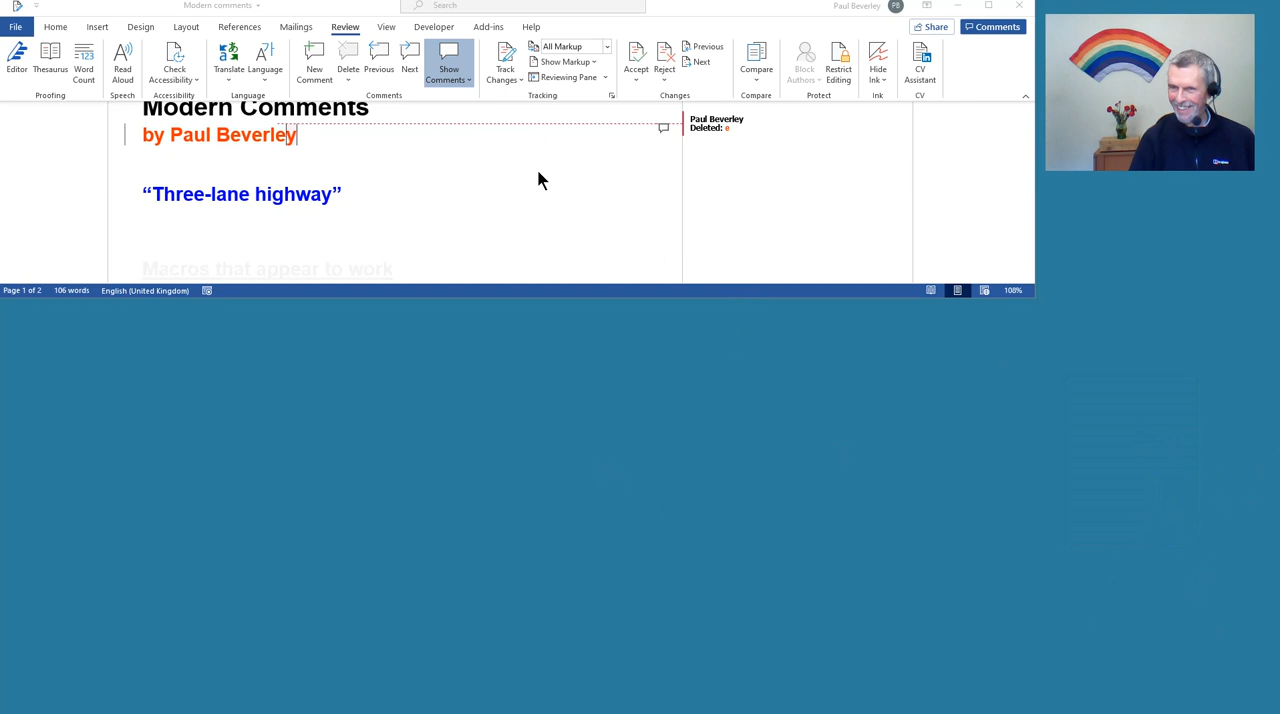 Modern comments
Search
Paul Beverley PB
File Home Insert Design Layout References Mailings Review View Developer Add-ins Help Share Comments
Editor Thesaurus Word Count Read Aloud Check Accessibility Translate Language New Comment Delete Previous Next Show Comments Track Changes All Markup Show Markup Reviewing Pane Accept Reject Previous Next Compare Block Authors Restrict Editing Hide Ink CV Assistant
Proofing Speech Accessibility Language Comments Tracking Changes Compare Protect Ink CV
Modern Comments
by Paul Beverley
Paul Beverley
Deleted: e
“Three-lane highway”
Macros that appear to work
Page 1 of 2 106 words English (United Kingdom) 108%